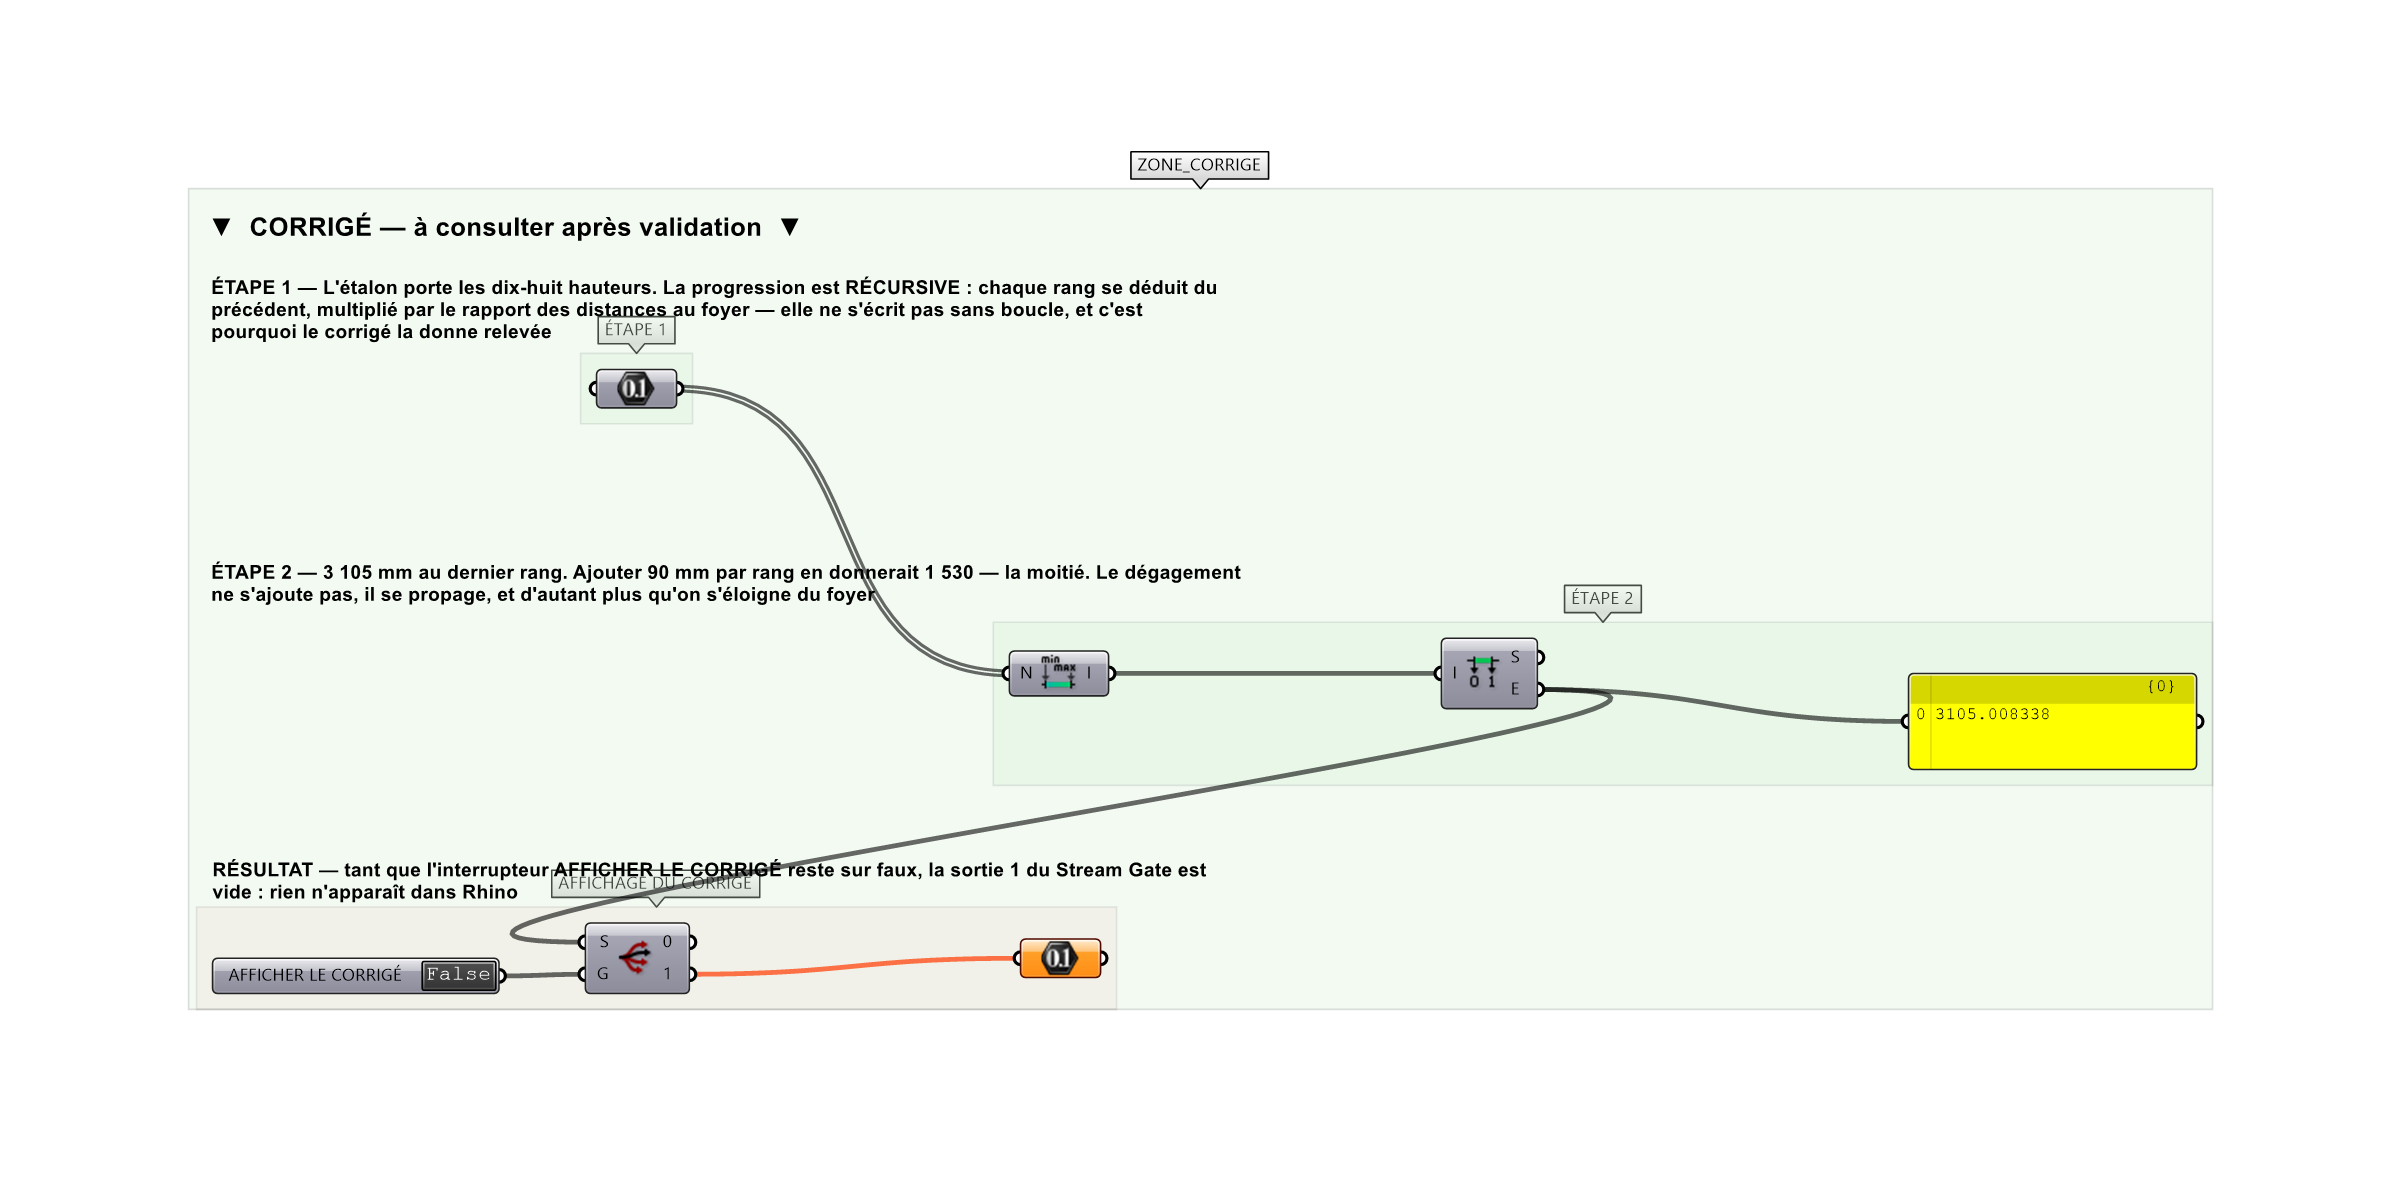 ZONE_CORRIGE
▼ CORRIGÉ — à consulter après validation ▼
ÉTAPE 1 — L'étalon porte les dix-huit hauteurs. La progression est RÉCURSIVE : chaque rang se déduit du
précédent, multiplié par le rapport des distances au foyer — elle ne s'écrit pas sans boucle, et c'est
pourquoi le corrigé la donne relevée
ÉTAPE 1
0.1
ÉTAPE 2 — 3 105 mm au dernier rang. Ajouter 90 mm par rang en donnerait 1 530 — la moitié. Le dégagement
ne s'ajoute pas, il se propage, et d'autant plus qu'on s'éloigne du foyer
ÉTAPE 2
N min max I
I 0 1 S
E
{0}
0 3105.008338
RÉSULTAT — tant que l'interrupteur AFFICHER LE CORRIGÉ reste sur faux, la sortie 1 du Stream Gate est
vide : rien n'apparaît dans Rhino
AFFICHAGE DU CORRIGÉ
S 0
G 1
AFFICHER LE CORRIGÉ False
0.1